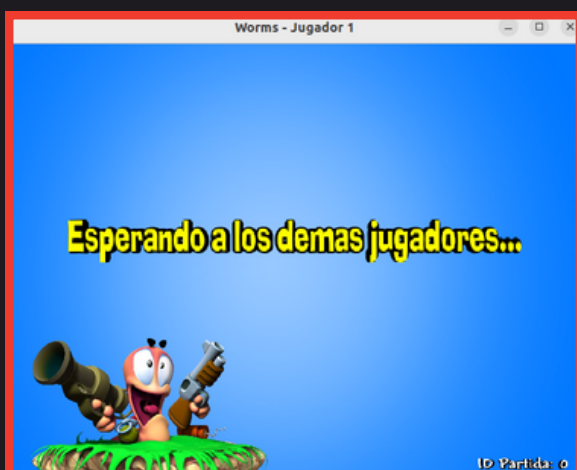 Worms - Jugador 1
Esperando a los demas jugadores...
ID Partida: 0